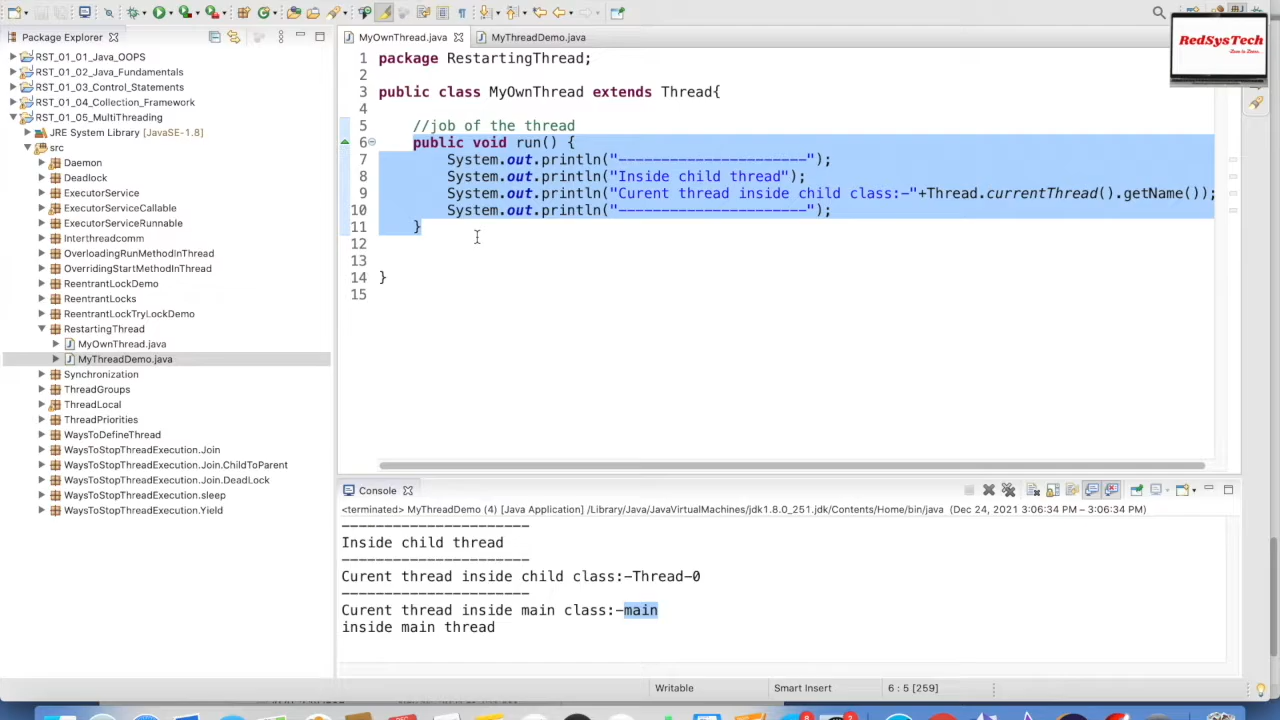 Package Explorer
MyOwnThread.java
MyThreadDemo.java
RedSysTech
RST_01_01_Java_OOPS
RST_01_02_Java_Fundamentals
RST_01_03_Control_Statements
RST_01_04_Collection_Framework
RST_01_05_MultiThreading
JRE System Library [JavaSE-1.8]
src
Daemon
Deadlock
ExecutorService
ExecutorServiceCallable
ExecutorServiceRunnable
Interthreadcomm
OverloadingRunMethodInThread
OverridingStartMethodInThread
ReentrantLockDemo
ReentrantLocks
ReentrantLockTryLockDemo
RestartingThread
MyOwnThread.java
MyThreadDemo.java
Synchronization
ThreadGroups
ThreadLocal
ThreadPriorities
WaysToDefineThread
WaysToStopThreadExecution.Join
WaysToStopThreadExecution.Join.ChildToParent
WaysToStopThreadExecution.Join.DeadLock
WaysToStopThreadExecution.sleep
WaysToStopThreadExecution.Yield
1 package RestartingThread;
2
3 public class MyOwnThread extends Thread{
4
5 //job of the thread
6 public void run() {
7 System.out.println("----------------------");
8 System.out.println("Inside child thread");
9 System.out.println("Curent thread inside child class:-"+Thread.currentThread().getName());
10 System.out.println("----------------------");
11 }
12
13
14 }
15
Console
<terminated> MyThreadDemo (4) [Java Application] /Library/Java/JavaVirtualMachines/jdk1.8.0_251.jdk/Contents/Home/bin/java (Dec 24, 2021 3:06:34 PM – 3:06:34 PM)
----------------------
Inside child thread
----------------------
Curent thread inside child class:-Thread-0
----------------------
Curent thread inside main class:-main
inside main thread
Writable
Smart Insert
6 : 5 [259]